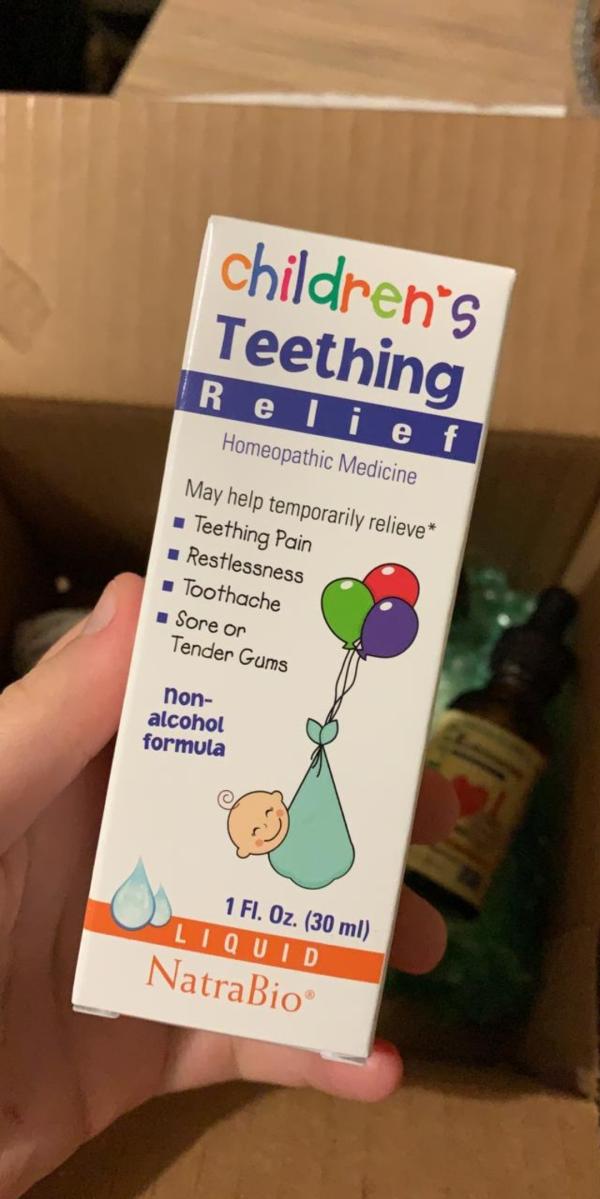 children's
Teething
Relief
Homeopathic Medicine
May help temporarily relieve*
▪ Teething Pain
▪ Restlessness
▪ Toothache
▪ Sore or
Tender Gums
Non-
alcohol
formula
1 Fl. Oz. (30 ml)
LIQUID
NatraBio®